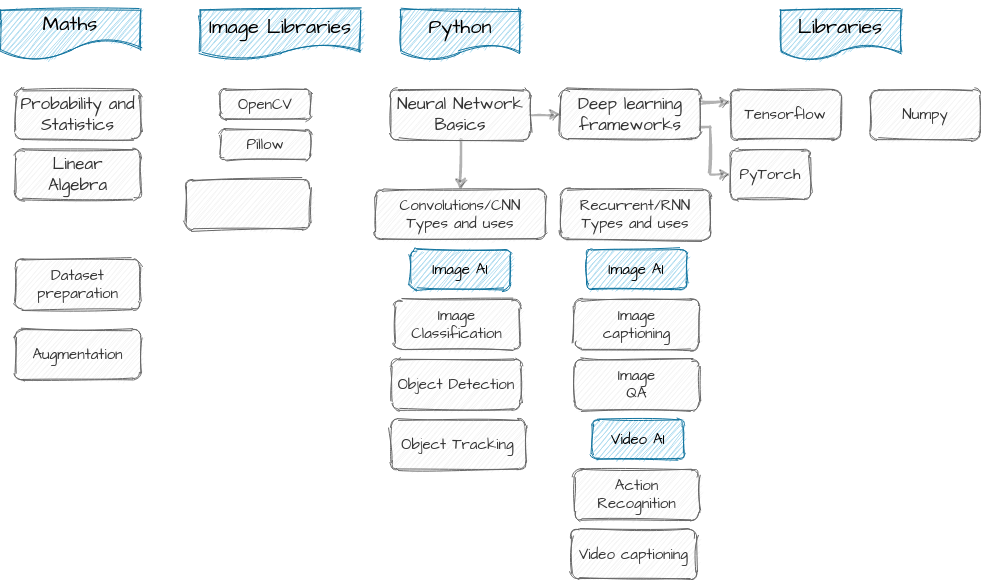 Maths
Image Libraries
Python
Libraries
Probability and
Statistics
Linear
Algebra
Dataset
preparation
Augmentation
OpenCV
Pillow
Neural Network
Basics
Deep learning
frameworks
Tensorflow
PyTorch
Numpy
Convolutions/CNN
Types and uses
Image AI
Image
Classification
Object Detection
Object Tracking
Recurrent/RNN
Types and uses
Image AI
Image
captioning
Image
QA
Video AI
Action
Recognition
Video captioning